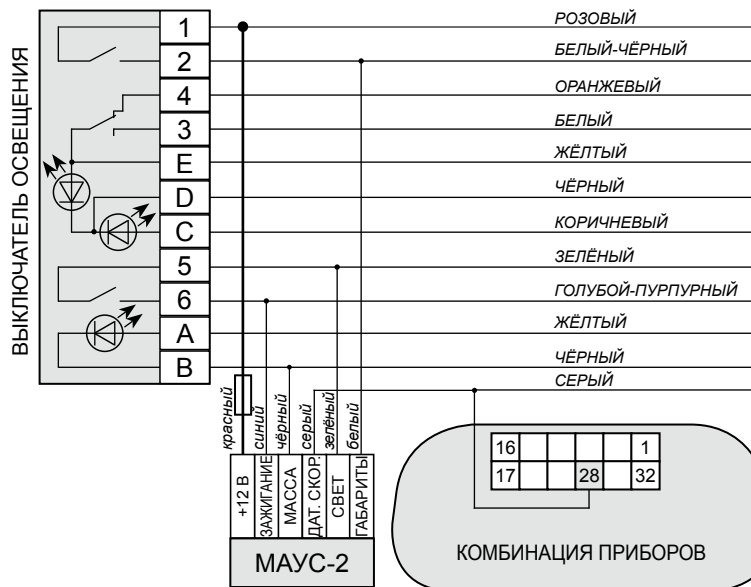 ВЫКЛЮЧАТЕЛЬ ОСВЕЩЕНИЯ
1 РОЗОВЫЙ
2 БЕЛЫЙ-ЧЁРНЫЙ
4 ОРАНЖЕВЫЙ
3 БЕЛЫЙ
E ЖЁЛТЫЙ
D ЧЁРНЫЙ
C КОРИЧНЕВЫЙ
5 ЗЕЛЁНЫЙ
6 ГОЛУБОЙ-ПУРПУРНЫЙ
A ЖЁЛТЫЙ
B ЧЁРНЫЙ
СЕРЫЙ
красный
синий
чёрный
серый
зелёный
белый
+12 В
ЗАЖИГАНИЕ
МАССА
ДАТ. СКОР.
СВЕТ
ГАБАРИТЫ
МАУС-2
16 1
17 28 32
КОМБИНАЦИЯ ПРИБОРОВ